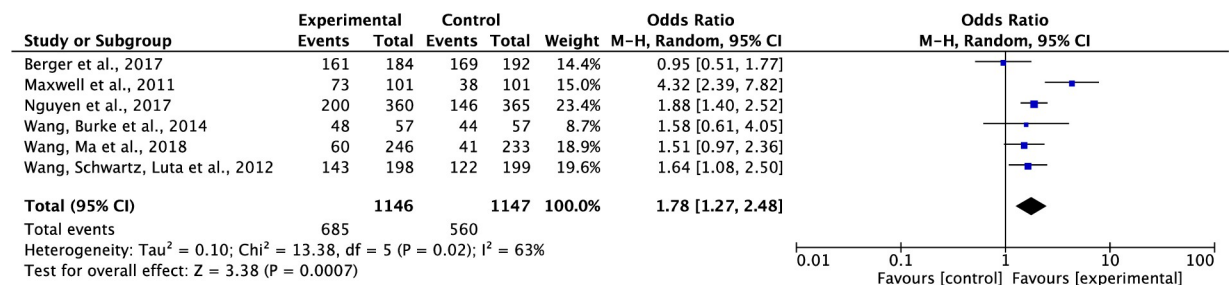 Experimental Control Odds Ratio Odds Ratio
Study or Subgroup Events Total Events Total Weight M-H, Random, 95% CI M-H, Random, 95% CI
Berger et al., 2017 161 184 169 192 14.4% 0.95 [0.51, 1.77]
Maxwell et al., 2011 73 101 38 101 15.0% 4.32 [2.39, 7.82]
Nguyen et al., 2017 200 360 146 365 23.4% 1.88 [1.40, 2.52]
Wang, Burke et al., 2014 48 57 44 57 8.7% 1.58 [0.61, 4.05]
Wang, Ma et al., 2018 60 246 41 233 18.9% 1.51 [0.97, 2.36]
Wang, Schwartz, Luta et al., 2012 143 198 122 199 19.6% 1.64 [1.08, 2.50]
Total (95% CI) 1146 1147 100.0% 1.78 [1.27, 2.48]
Total events 685 560
Heterogeneity: Tau² = 0.10; Chi² = 13.38, df = 5 (P = 0.02); I² = 63%
Test for overall effect: Z = 3.38 (P = 0.0007)
0.01 0.1 1 10 100
Favours [control] Favours [experimental]